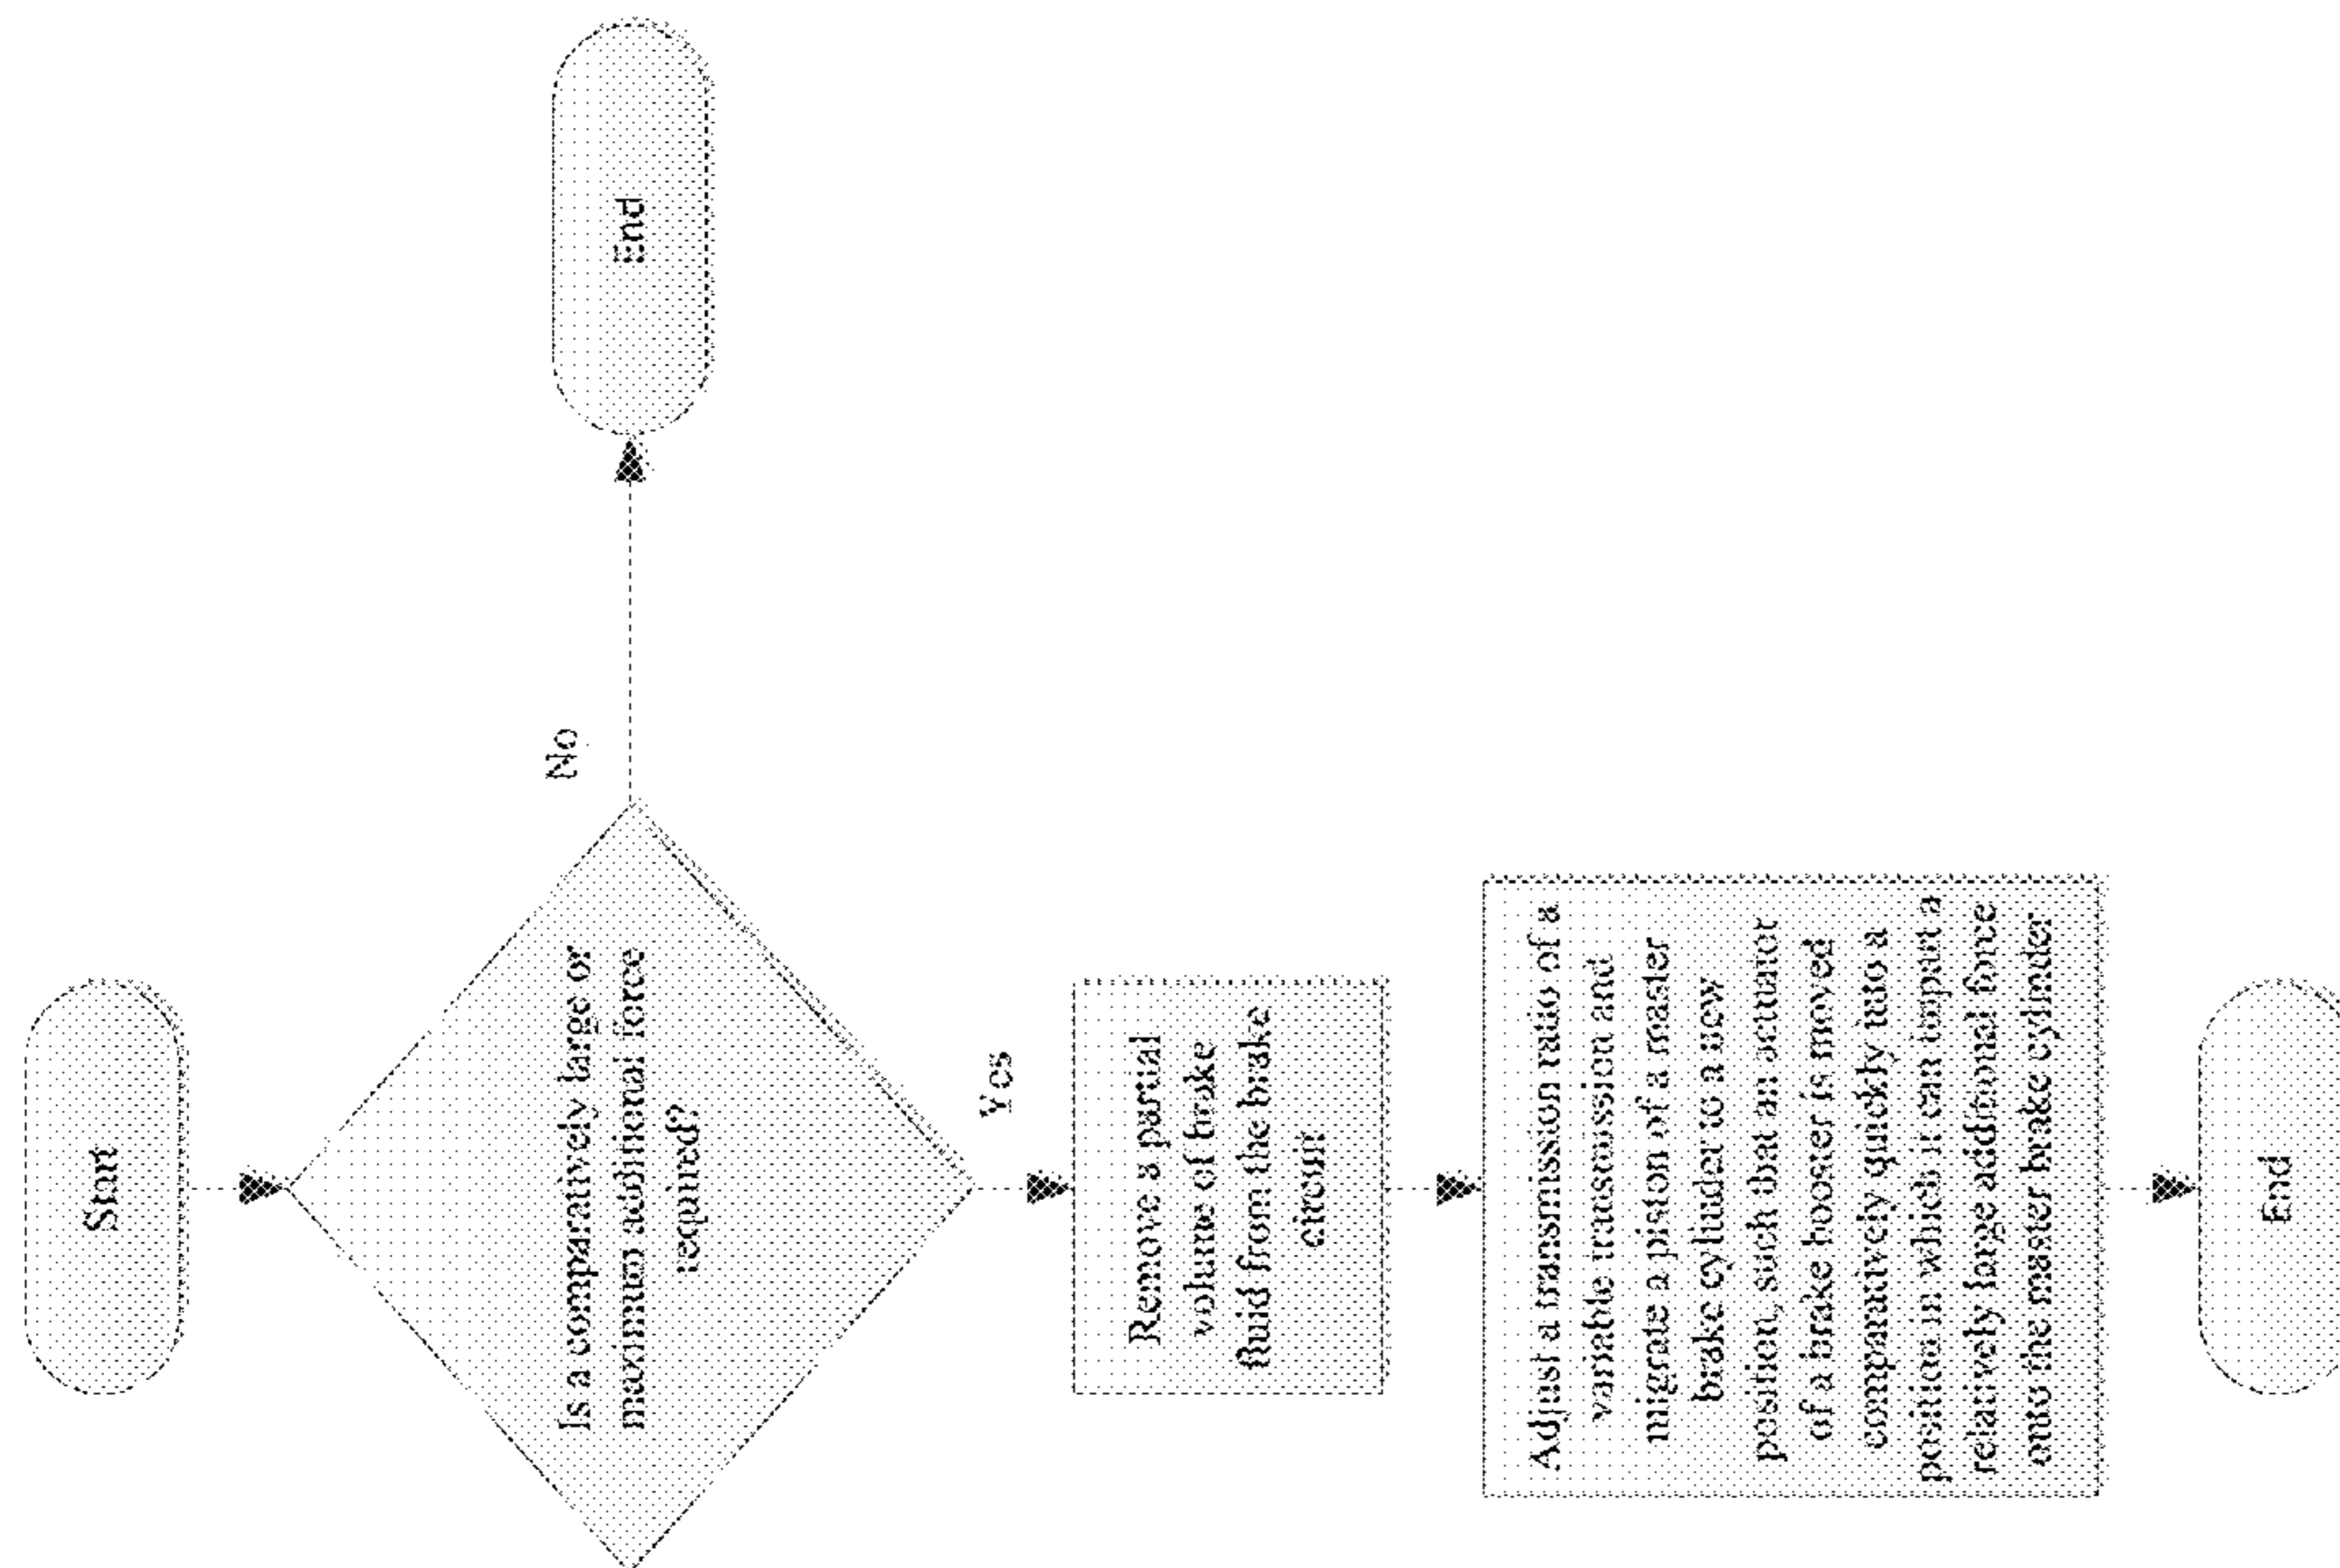 Start
Is a comparatively large or
maximum additional force
required?
No
End
Yes
Remove a partial
volume of brake
fluid from the brake
circuit
Adjust a transmission ratio of a
variable transmission and
migrate a piston of a master
brake cylinder to a new
position, such that an actuator
of a brake booster is moved
comparatively quickly into a
position in which it can impart a
relatively large additional force
onto the master brake cylinder
End